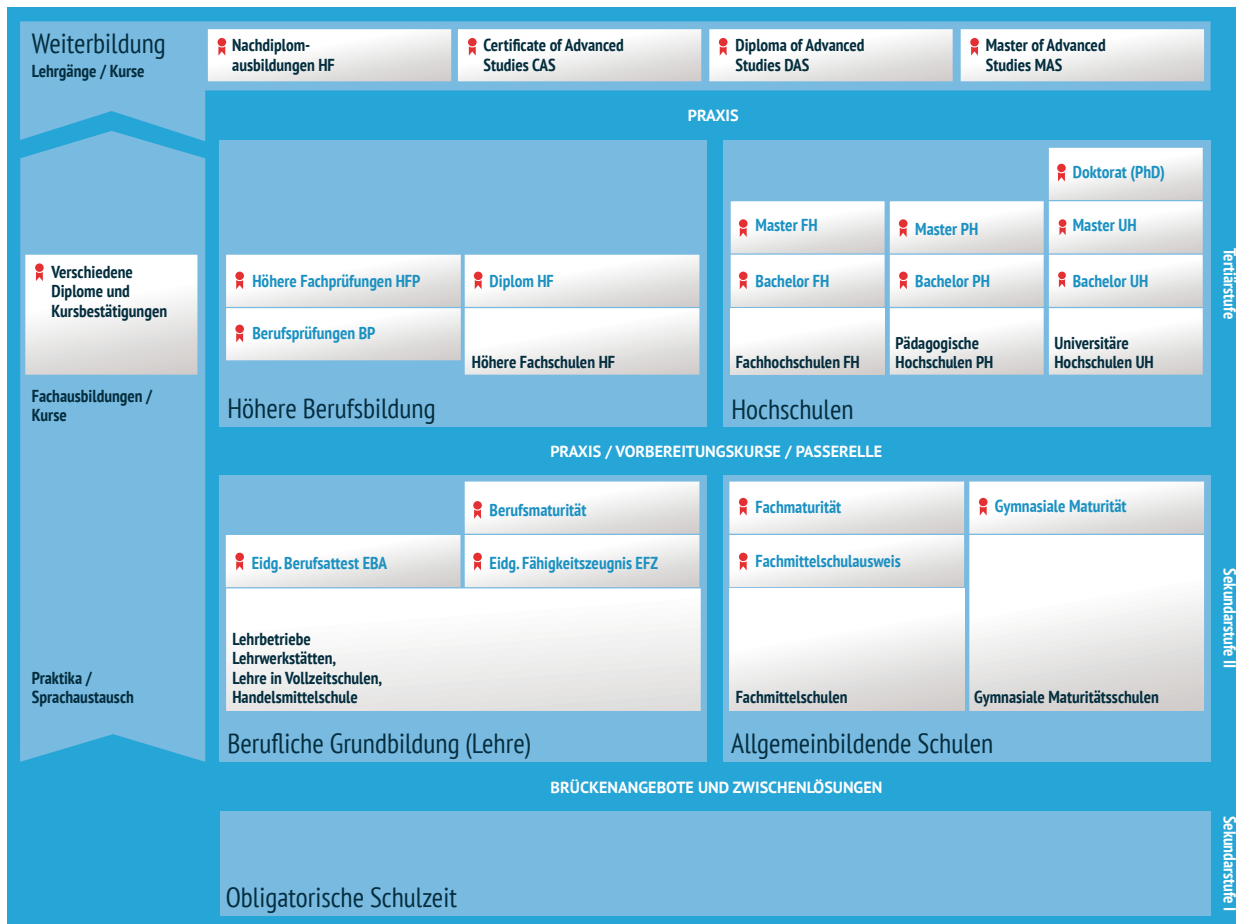 Weiterbildung
Lehrgänge / Kurse
Nachdiplom-
ausbildungen HF
Certificate of Advanced
Studies CAS
Diploma of Advanced
Studies DAS
Master of Advanced
Studies MAS
PRAXIS
Verschiedene
Diplome und
Kursbestätigungen
Fachausbildungen /
Kurse
Praktika /
Sprachaustausch
Höhere Fachprüfungen HFP
Berufsprüfungen BP
Diplom HF
Höhere Fachschulen HF
Höhere Berufsbildung
Doktorat (PhD)
Master FH
Master PH
Master UH
Bachelor FH
Bachelor PH
Bachelor UH
Fachhochschulen FH
Pädagogische
Hochschulen PH
Universitäre
Hochschulen UH
Hochschulen
Tertiärstufe
PRAXIS / VORBEREITUNGSKURSE / PASSERELLE
Berufsmaturität
Eidg. Berufsattest EBA
Eidg. Fähigkeitszeugnis EFZ
Lehrbetriebe
Lehrwerkstätten,
Lehre in Vollzeitschulen,
Handelsmittelschule
Berufliche Grundbildung (Lehre)
Fachmaturität
Fachmittelschulausweis
Fachmittelschulen
Gymnasiale Maturität
Gymnasiale Maturitätsschulen
Allgemeinbildende Schulen
Sekundarstufe II
BRÜCKENANGEBOTE UND ZWISCHENLÖSUNGEN
Obligatorische Schulzeit
Sekundarstufe I